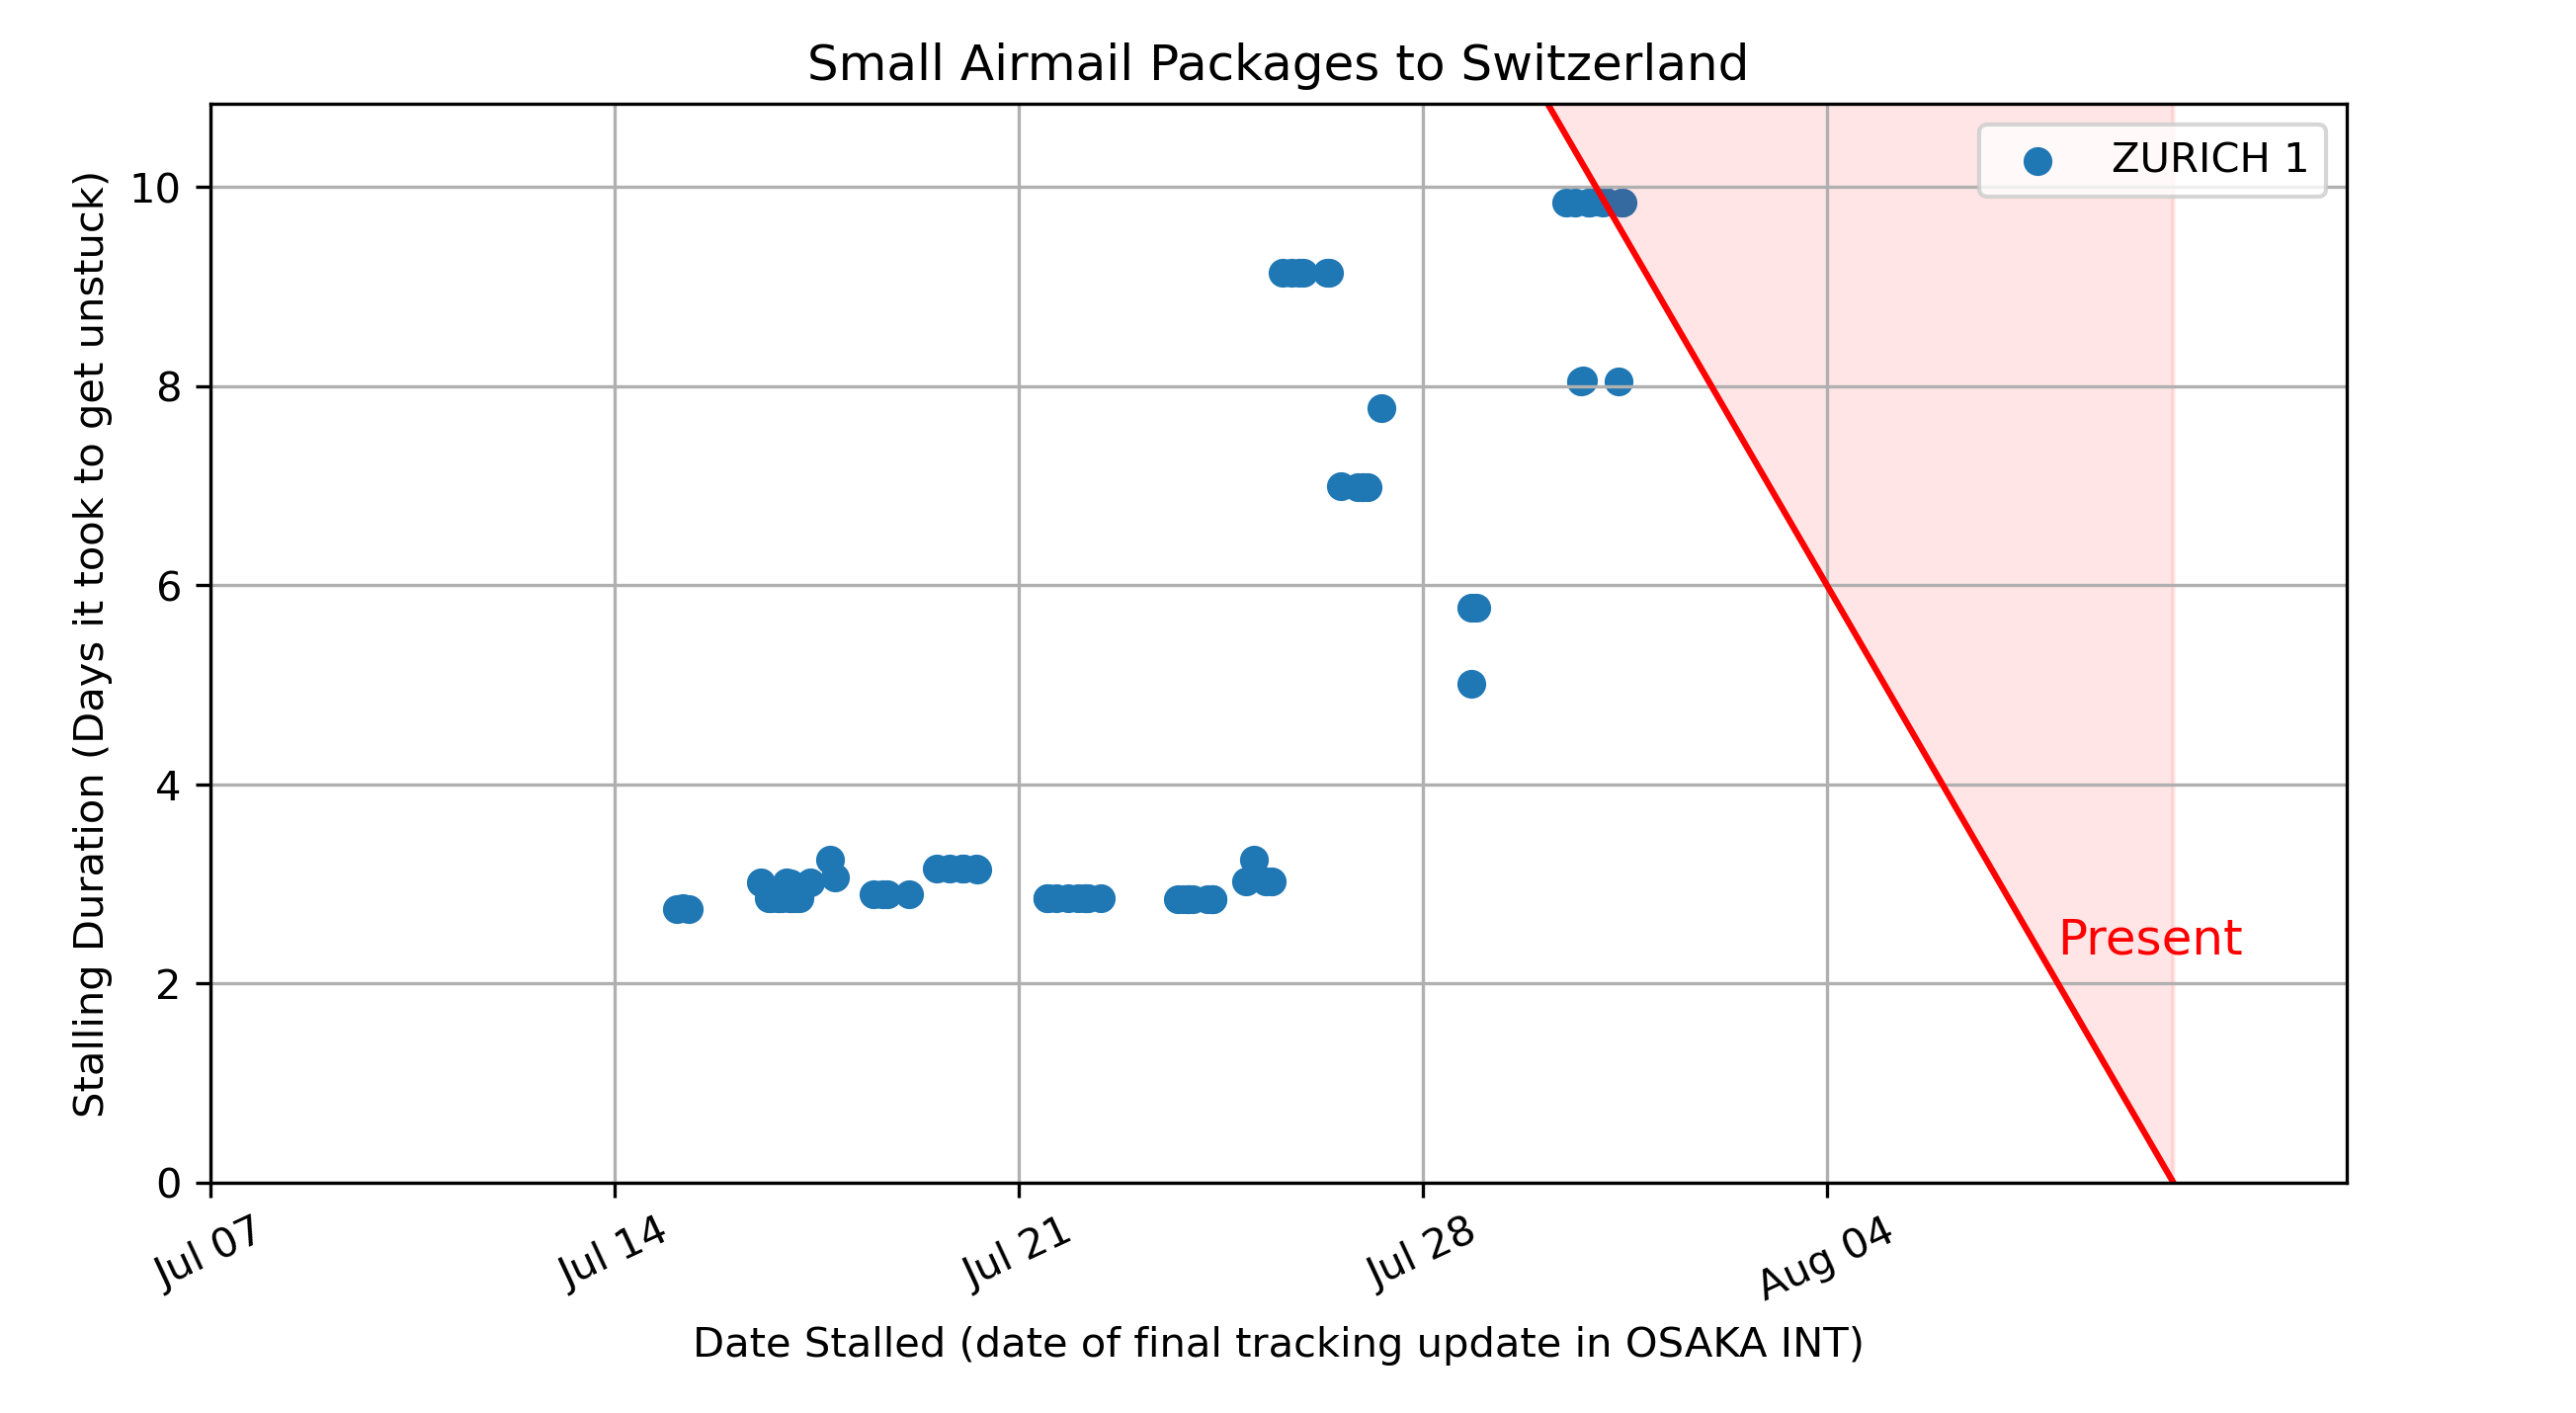 Small Airmail Packages to Switzerland
ZURICH 1
Stalling Duration (Days it took to get unstuck)
10
8
6
4
2
0
Present
Jul 07
Jul 14
Jul 21
Jul 28
Aug 04
Date Stalled (date of final tracking update in OSAKA INT)